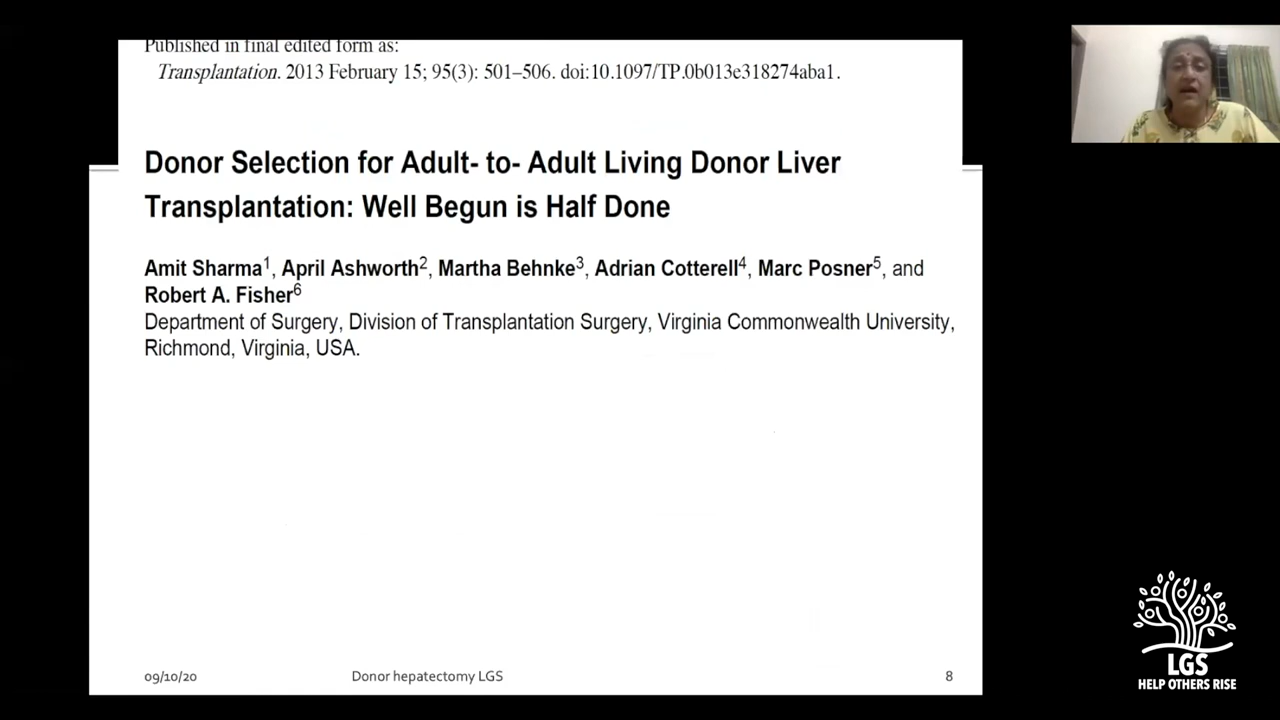 Published in final edited form as:
Transplantation. 2013 February 15; 95(3): 501–506. doi:10.1097/TP.0b013e318274aba1.
Donor Selection for Adult- to- Adult Living Donor Liver
Transplantation: Well Begun is Half Done
Amit Sharma1, April Ashworth2, Martha Behnke3, Adrian Cotterell4, Marc Posner5, and
Robert A. Fisher6
Department of Surgery, Division of Transplantation Surgery, Virginia Commonwealth University,
Richmond, Virginia, USA.
09/10/20 Donor hepatectomy LGS 8
LGS
HELP OTHERS RISE